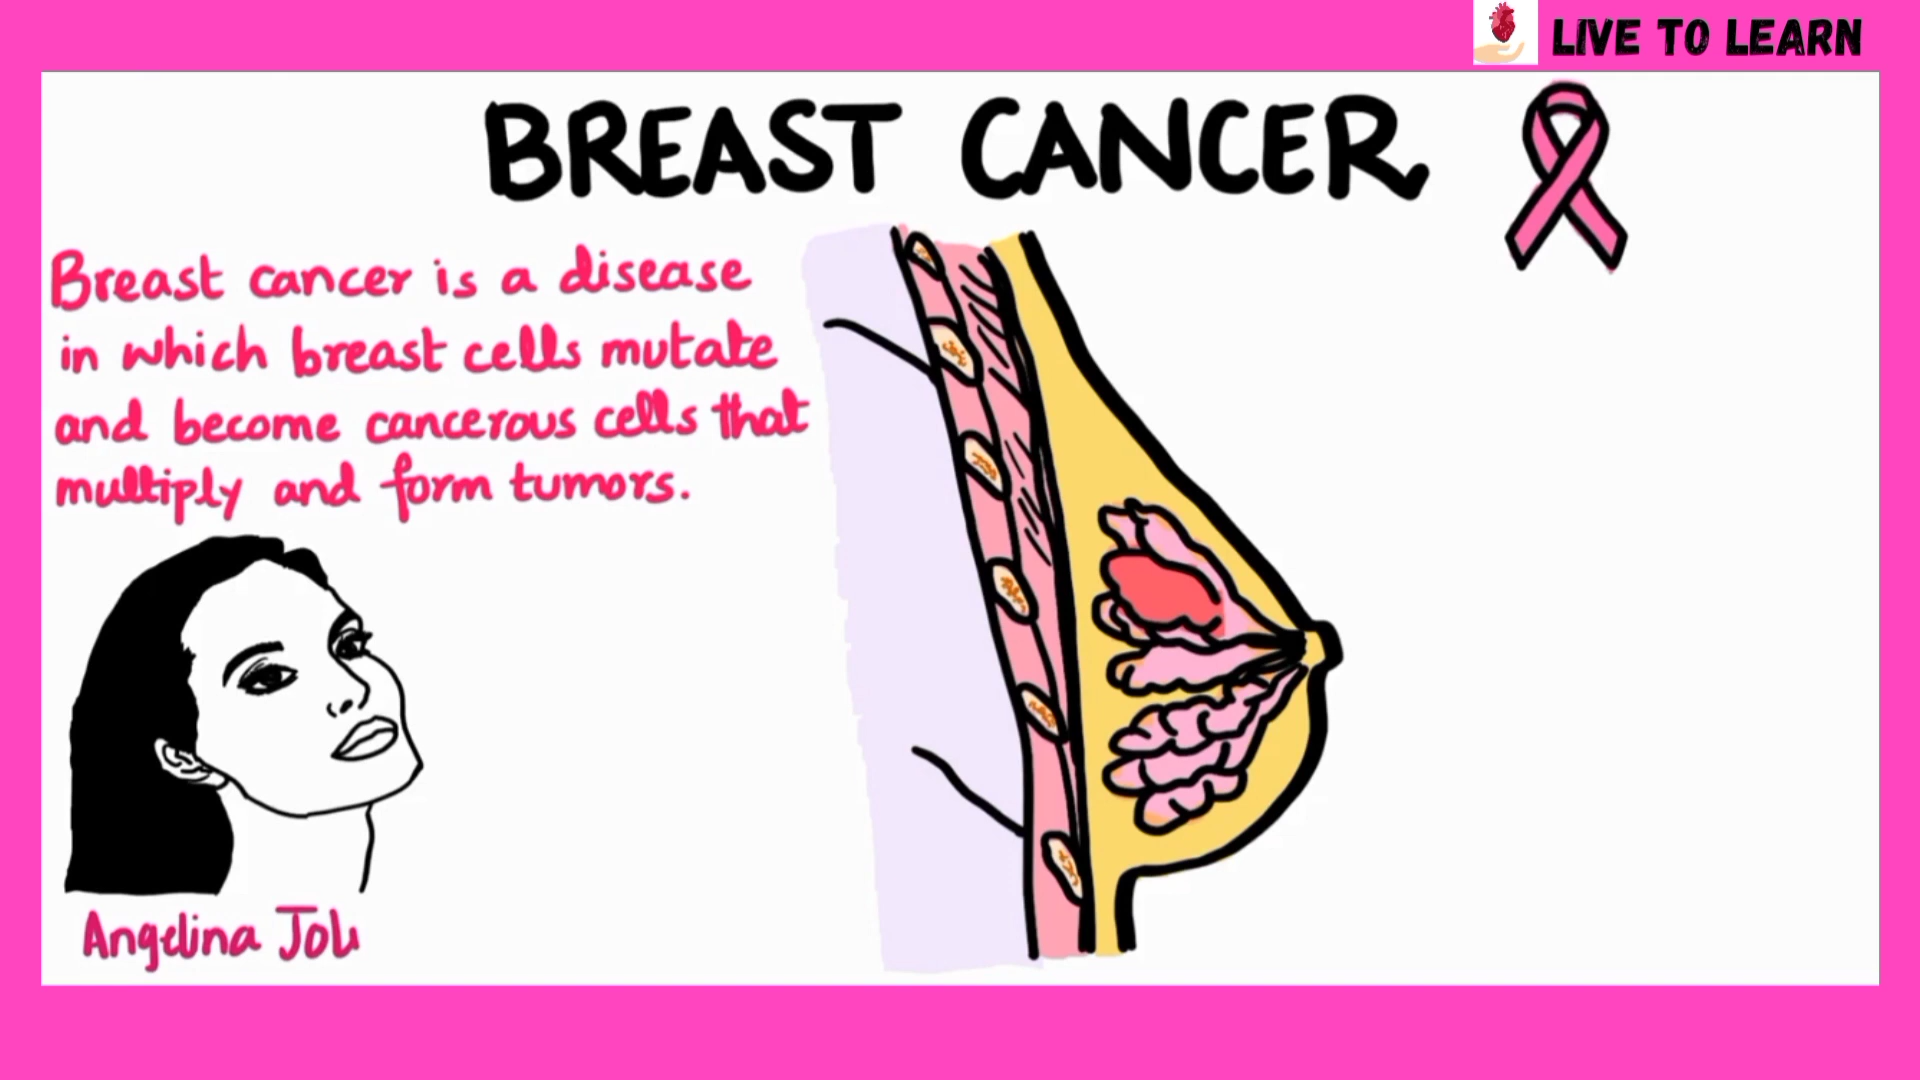 LIVE TO LEARN
BREAST CANCER
Breast cancer is a disease
in which breast cells mutate
and become cancerous cells that
multiply and form tumors.
Angelina Joli